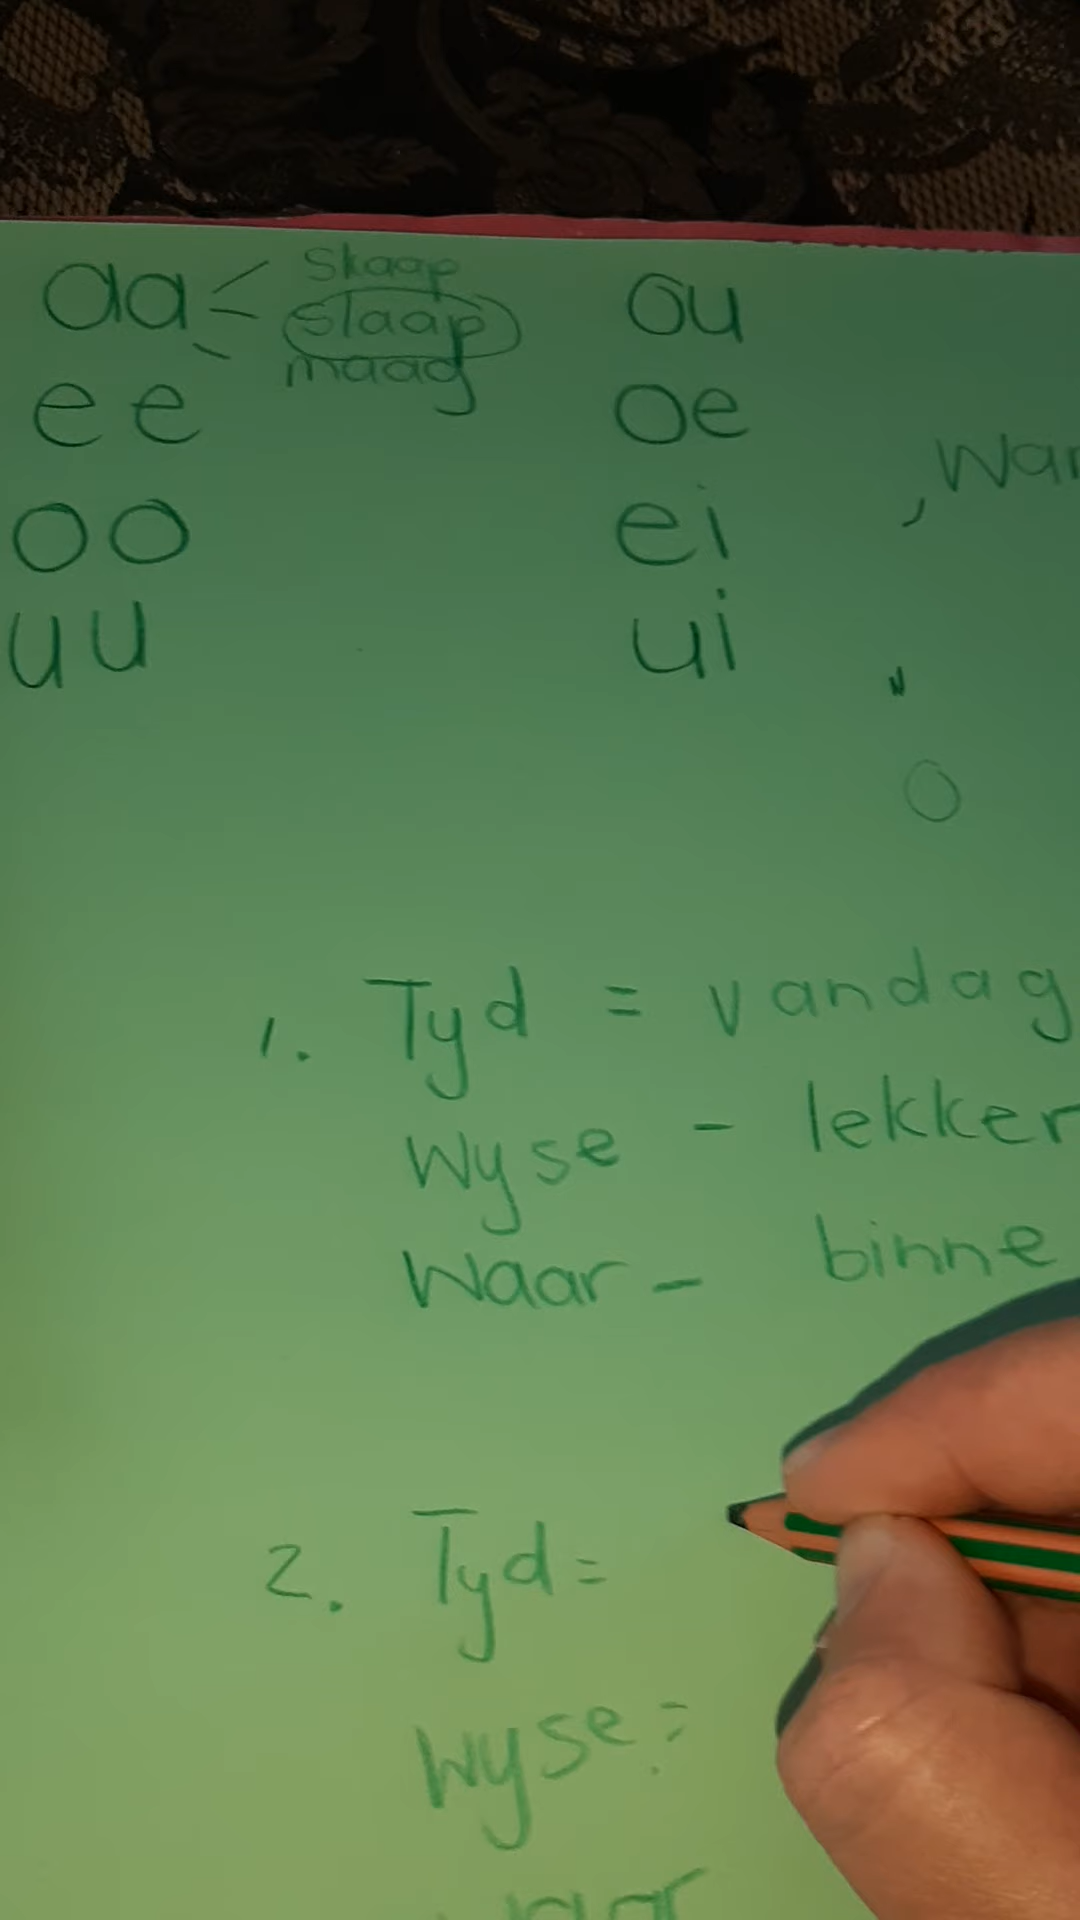 aa skaap
slaap
maag
ee
oo
uu
ou
oe
ei
ui
,
"
O
1. Tyd = vandag
Wyse - lekker
Waar - binne
2. Tyd =
Wyse =